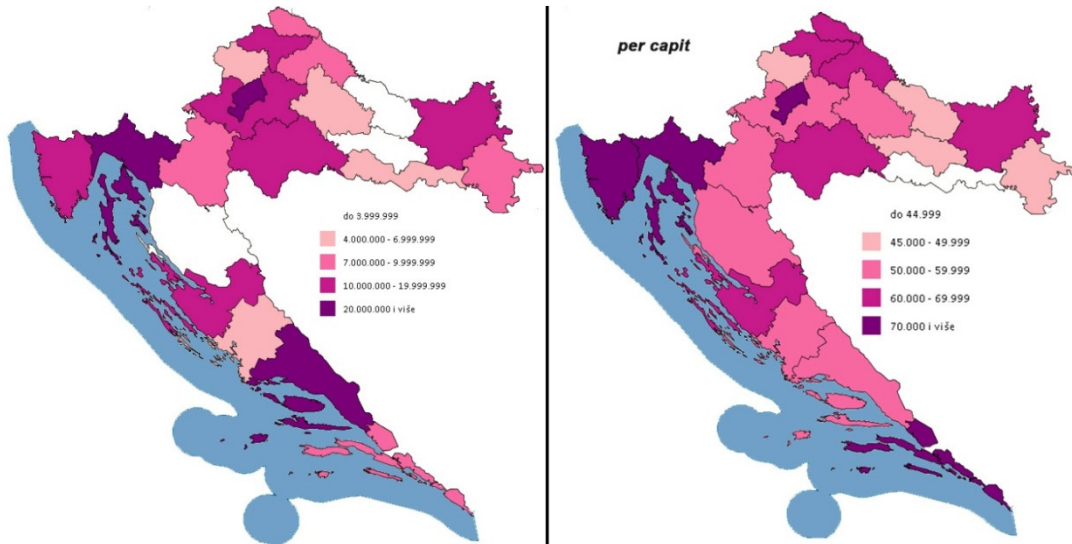 do 3.999.999
4.000.000 - 6.999.999
7.000.000 - 9.999.999
10.000.000 - 19.999.999
20.000.000 i više
per capit
do 44.999
45.000 - 49.999
50.000 - 59.999
60.000 - 69.999
70.000 i više